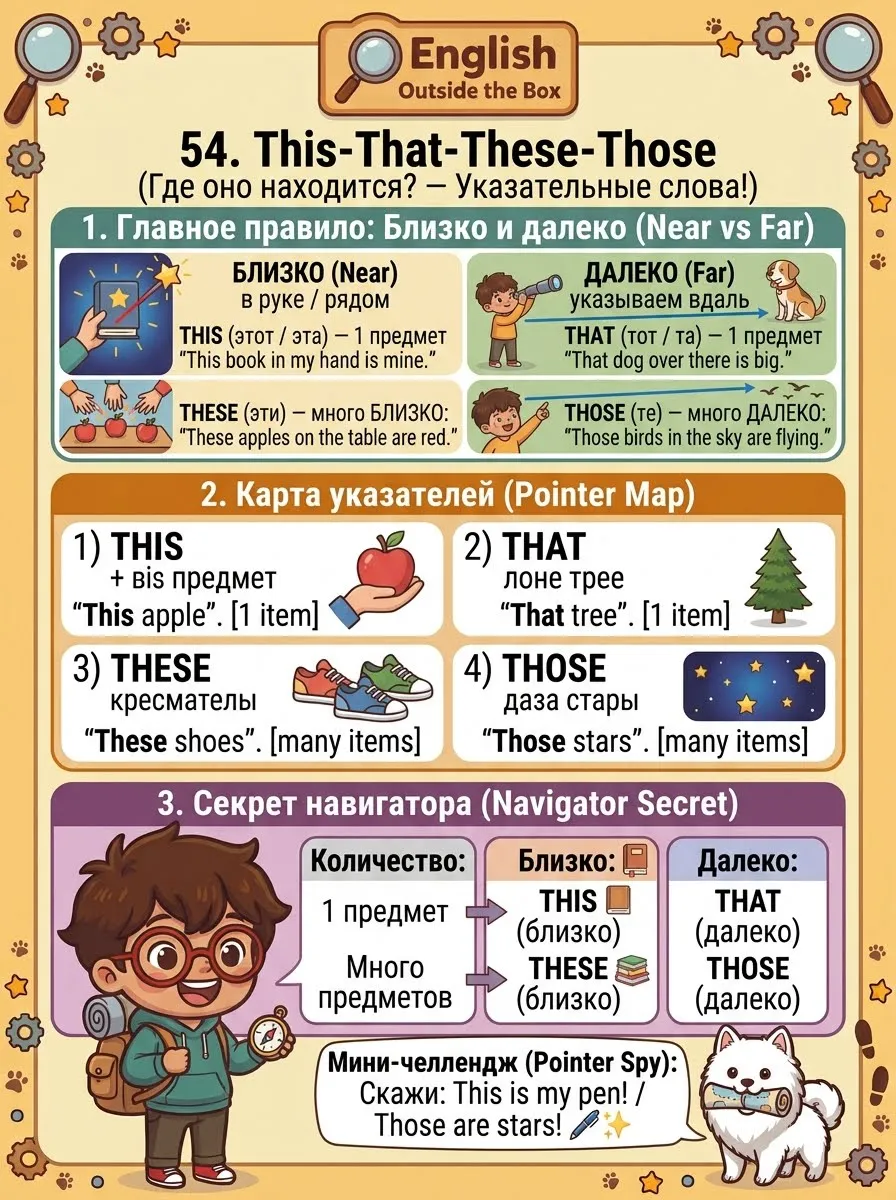 English
Outside the Box
54. This-That-These-Those
(Где оно находится? — Указательные слова!)
1. Главное правило: Близко и далеко (Near vs Far)
БЛИЗКО (Near)
в руке / рядом
THIS (этот / эта) — 1 предмет
“This book in my hand is mine.”
ДАЛЕКО (Far)
указываем вдаль
THAT (тот / та) — 1 предмет
“That dog over there is big.”
THESE (эти) — много БЛИЗКО:
“These apples on the table are red.”
THOSE (те) — много ДАЛЕКО:
“Those birds in the sky are flying.”
2. Карта указателей (Pointer Map)
1) THIS
+ віѕ предмет
“This apple”. [1 item]
2) THAT
лоне трее
“That tree”. [1 item]
3) THESE
кресмателы
“These shoes”. [many items]
4) THOSE
даза стары
“Those stars”. [many items]
3. Секрет навигатора (Navigator Secret)
Количество:
Близко:
Далеко:
1 предмет
THIS
(близко)
THAT
(далеко)
Много
предметов
THESE
(близко)
THOSE
(далеко)
Мини-челлендж (Pointer Spy):
Скажи: This is my pen! /
Those are stars!